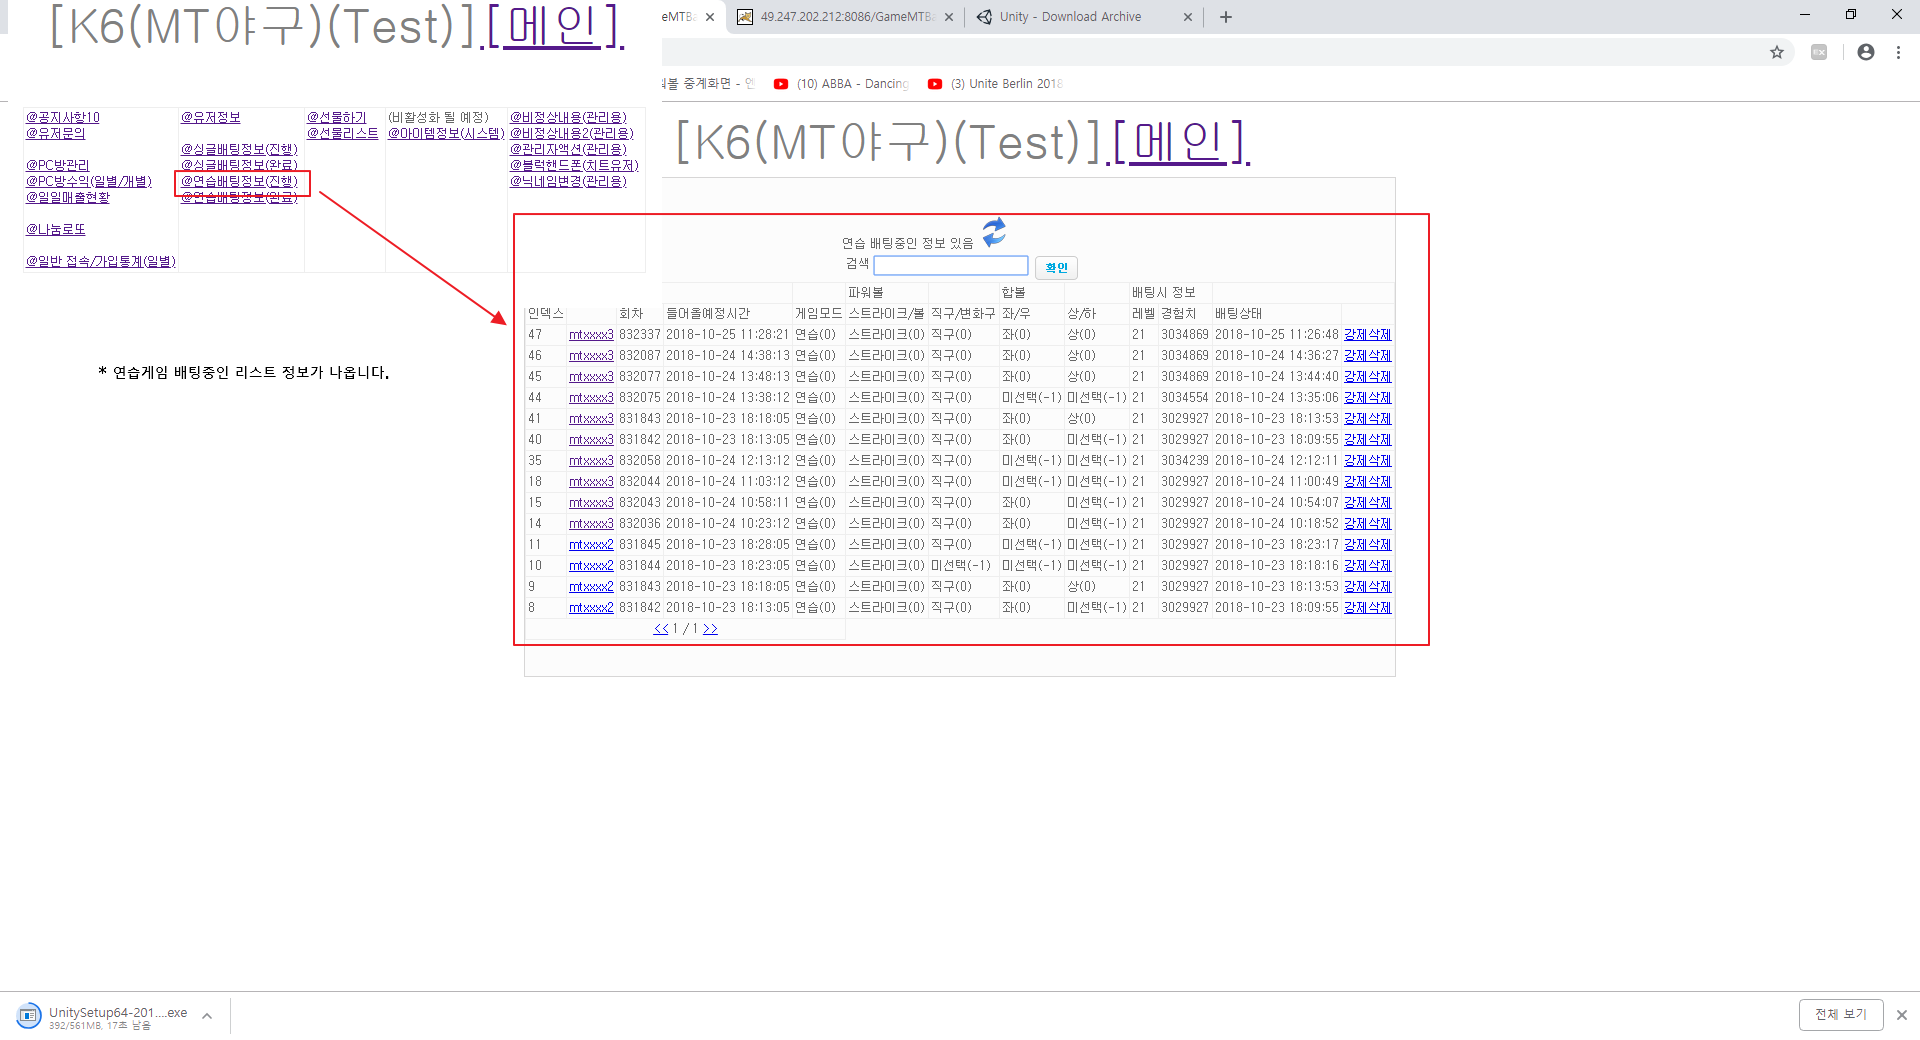 [K6(MT야구)(Test)] [메인]
eMTBa
49.247.202.212:8086/GameMTBa
Unity - Download Archive
워볼 중계화면 - 엔
(10) ABBA - Dancing
(3) Unite Berlin 2018
@공지사항10
@유저문의
@PC방관리
@PC방수익(일별/개별)
@일일매출현황
@나눔로또
@일반 접속/가입통계(일별)
@유저정보
@싱글배팅정보(진행)
@싱글배팅정보(완료)
@연습배팅정보(진행)
@연습배팅정보(완료)
@선물하기
@선물리스트
(비활성화 될 예정)
@아이템정보(시스템)
@비정상내용(관리용)
@비정상내용2(관리용)
@관리자액션(관리용)
@블럭핸드폰(치트유저)
@닉네임변경(관리용)
[K6(MT야구)(Test)] [메인]
* 연습게임 배팅중인 리스트 정보가 나옵니다.
연습 배팅중인 정보 있음
검색 확인
파워볼 합볼 배팅시 정보
인덱스 회차 들어올예정시간 게임모드 스트라이크/볼 직구/변화구 좌/우 상/하 레벨 경험치 배팅상태
47 mtxxxx3 832337 2018-10-25 11:28:21 연습(0) 스트라이크(0) 직구(0) 좌(0) 상(0) 21 3034869 2018-10-25 11:26:48 강제삭제
46 mtxxxx3 832087 2018-10-24 14:38:13 연습(0) 스트라이크(0) 직구(0) 좌(0) 상(0) 21 3034869 2018-10-24 14:36:27 강제삭제
45 mtxxxx3 832077 2018-10-24 13:48:13 연습(0) 스트라이크(0) 직구(0) 좌(0) 상(0) 21 3034869 2018-10-24 13:44:40 강제삭제
44 mtxxxx3 832075 2018-10-24 13:38:12 연습(0) 스트라이크(0) 직구(0) 미선택(-1) 미선택(-1) 21 3034554 2018-10-24 13:35:06 강제삭제
41 mtxxxx3 831843 2018-10-23 18:18:05 연습(0) 스트라이크(0) 직구(0) 좌(0) 상(0) 21 3029927 2018-10-23 18:13:53 강제삭제
40 mtxxxx3 831842 2018-10-23 18:13:05 연습(0) 스트라이크(0) 직구(0) 좌(0) 미선택(-1) 21 3029927 2018-10-23 18:09:55 강제삭제
35 mtxxxx3 832058 2018-10-24 12:13:12 연습(0) 스트라이크(0) 직구(0) 미선택(-1) 미선택(-1) 21 3034239 2018-10-24 12:12:11 강제삭제
18 mtxxxx3 832044 2018-10-24 11:03:12 연습(0) 스트라이크(0) 직구(0) 미선택(-1) 미선택(-1) 21 3029927 2018-10-24 11:00:49 강제삭제
15 mtxxxx3 832043 2018-10-24 10:58:11 연습(0) 스트라이크(0) 직구(0) 좌(0) 미선택(-1) 21 3029927 2018-10-24 10:54:07 강제삭제
14 mtxxxx3 832036 2018-10-24 10:23:12 연습(0) 스트라이크(0) 직구(0) 좌(0) 미선택(-1) 21 3029927 2018-10-24 10:18:52 강제삭제
11 mtxxxx2 831845 2018-10-23 18:28:05 연습(0) 스트라이크(0) 직구(0) 미선택(-1) 미선택(-1) 21 3029927 2018-10-23 18:23:17 강제삭제
10 mtxxxx2 831844 2018-10-23 18:23:05 연습(0) 스트라이크(0) 미선택(-1) 미선택(-1) 미선택(-1) 21 3029927 2018-10-23 18:18:16 강제삭제
9 mtxxxx2 831843 2018-10-23 18:18:05 연습(0) 스트라이크(0) 직구(0) 좌(0) 상(0) 21 3029927 2018-10-23 18:13:53 강제삭제
8 mtxxxx2 831842 2018-10-23 18:13:05 연습(0) 스트라이크(0) 직구(0) 좌(0) 미선택(-1) 21 3029927 2018-10-23 18:09:55 강제삭제
<< 1 / 1 >>
UnitySetup64-201....exe
392/561MB, 17초 남음
전체 보기